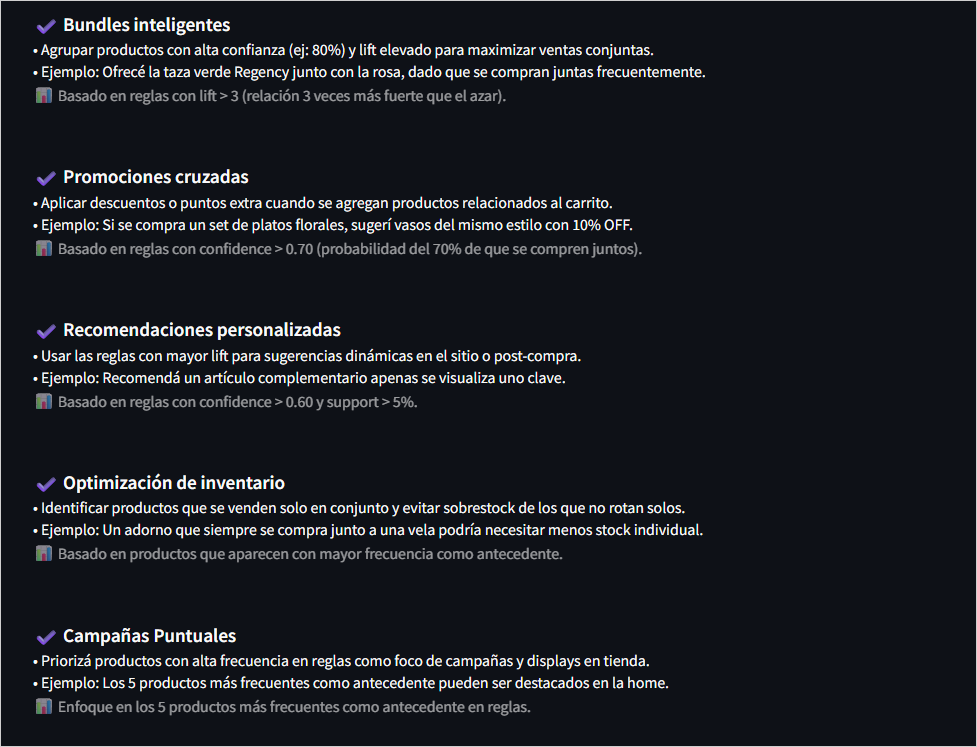 ✔ Bundles inteligentes
• Agrupar productos con alta confianza (ej: 80%) y lift elevado para maximizar ventas conjuntas.
• Ejemplo: Ofrecé la taza verde Regency junto con la rosa, dado que se compran juntas frecuentemente.
📊 Basado en reglas con lift > 3 (relación 3 veces más fuerte que el azar).
✔ Promociones cruzadas
• Aplicar descuentos o puntos extra cuando se agregan productos relacionados al carrito.
• Ejemplo: Si se compra un set de platos florales, sugerí vasos del mismo estilo con 10% OFF.
📊 Basado en reglas con confidence > 0.70 (probabilidad del 70% de que se compren juntos).
✔ Recomendaciones personalizadas
• Usar las reglas con mayor lift para sugerencias dinámicas en el sitio o post-compra.
• Ejemplo: Recomendá un artículo complementario apenas se visualiza uno clave.
📊 Basado en reglas con confidence > 0.60 y support > 5%.
✔ Optimización de inventario
• Identificar productos que se venden solo en conjunto y evitar sobrestock de los que no rotan solos.
• Ejemplo: Un adorno que siempre se compra junto a una vela podría necesitar menos stock individual.
📊 Basado en productos que aparecen con mayor frecuencia como antecedente.
✔ Campañas Puntuales
• Priorizá productos con alta frecuencia en reglas como foco de campañas y displays en tienda.
• Ejemplo: Los 5 productos más frecuentes como antecedente pueden ser destacados en la home.
📊 Enfoque en los 5 productos más frecuentes como antecedente en reglas.